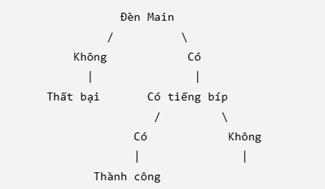 Đèn Main
/ \
Không Có
| |
Thất bại Có tiếng bíp
/ \
Có Không
| |
Thành công